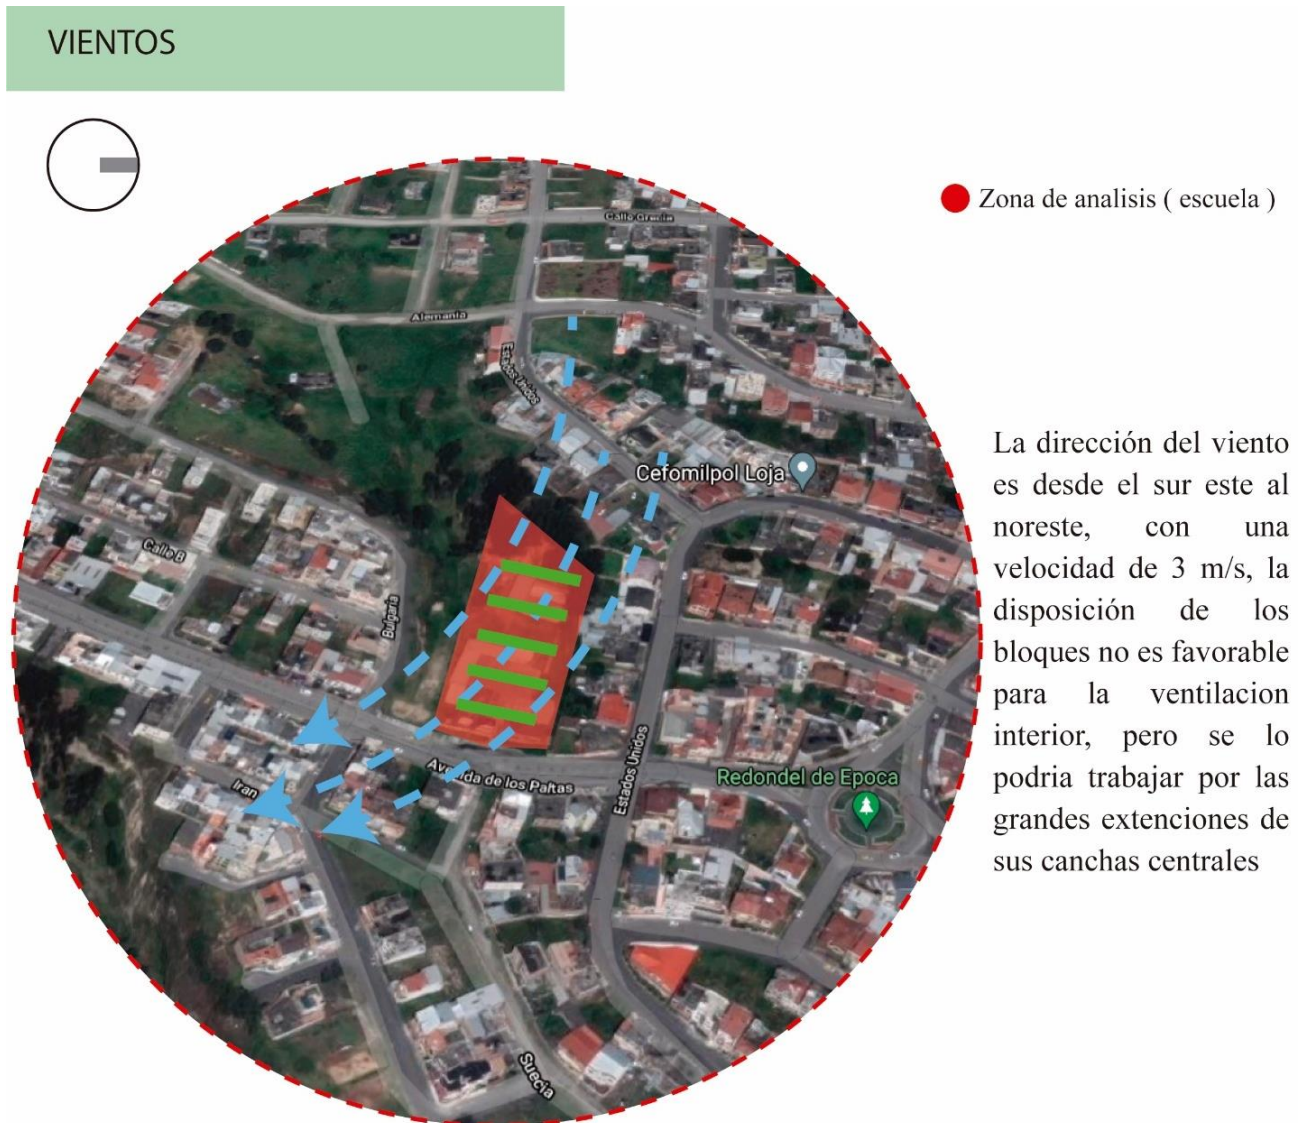 VIENTOS
Zona de analisis ( escuela )
Calle Grecia
Alemania
Estados Unidos
Cefomilpol Loja
La dirección del viento
es desde el sur este al
noreste, con una
velocidad de 3 m/s, la
disposición de los
bloques no es favorable
para la ventilacion
interior, pero se lo
podria trabajar por las
grandes extenciones de
sus canchas centrales
Calle B
Bulgaria
Avenida de los Paltas
Estados Unidos
Redondel de Epoca
Iran
Suecia